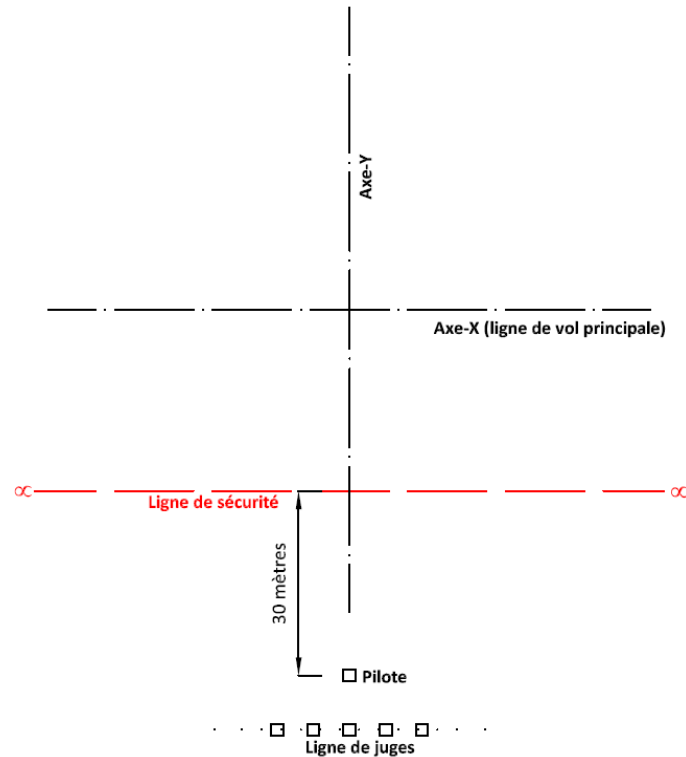 Axe-Y
Axe-X (ligne de vol principale)
∝
∝
Ligne de sécurité
30 mètres
Pilote
Ligne de juges